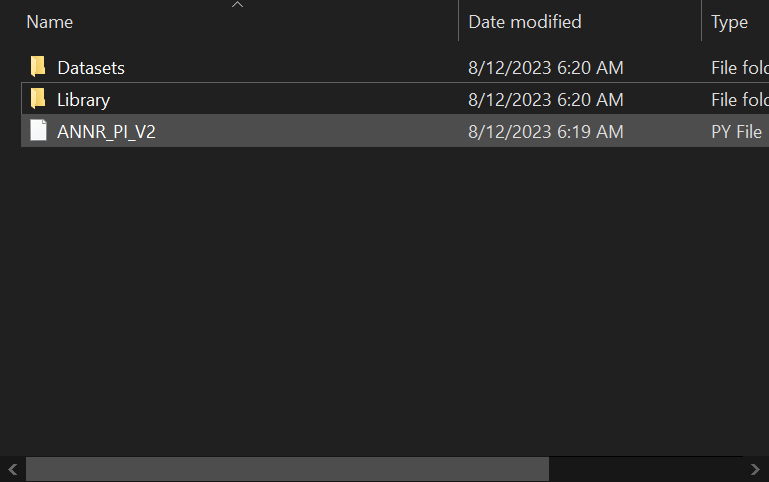 Name Date modified Type
Datasets 8/12/2023 6:20 AM File fold
Library 8/12/2023 6:20 AM File fold
ANNR_PI_V2 8/12/2023 6:19 AM PY File